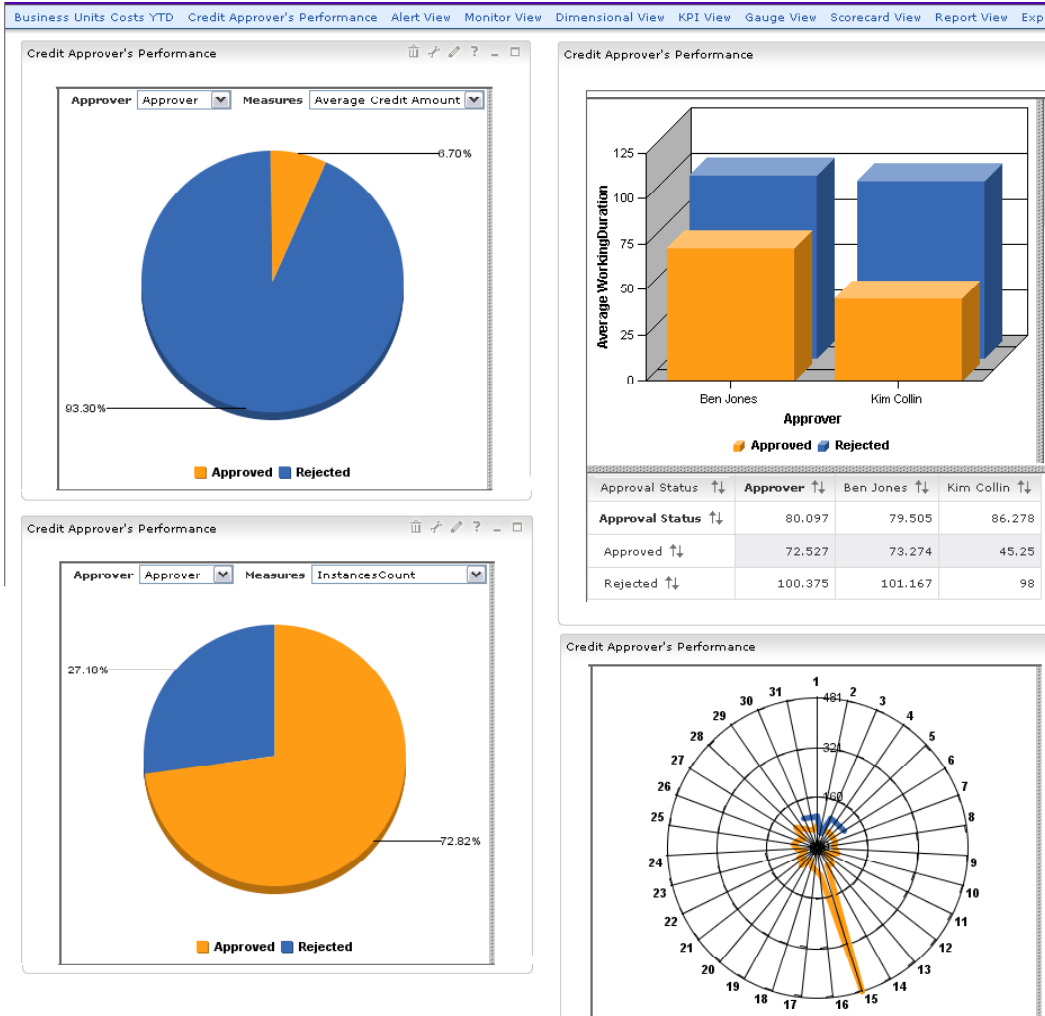 Business Units Costs YTD Credit Approver's Performance Alert View Monitor View Dimensional View KPI View Gauge View Scorecard View Report View Exp
Credit Approver's Performance
Approver Approver Measures Average Credit Amount
6.70%
93.30%
Approved Rejected
Credit Approver's Performance
Approver Approver Measures InstancesCount
27.18%
72.82%
Approved Rejected
Credit Approver's Performance
Average WorkingDuration
125
100
75
50
25
0
Ben Jones Kim Collin
Approver
Approved Rejected
Approval Status Approver Ben Jones Kim Collin
Approval Status 80.097 79.505 86.278
Approved 72.527 73.274 45.25
Rejected 100.375 101.167 98
Credit Approver's Performance
1
2
3
4
5
6
7
8
9
10
11
12
13
14
15
16
17
18
19
20
21
22
23
24
25
26
27
28
29
30
31
481
321
160